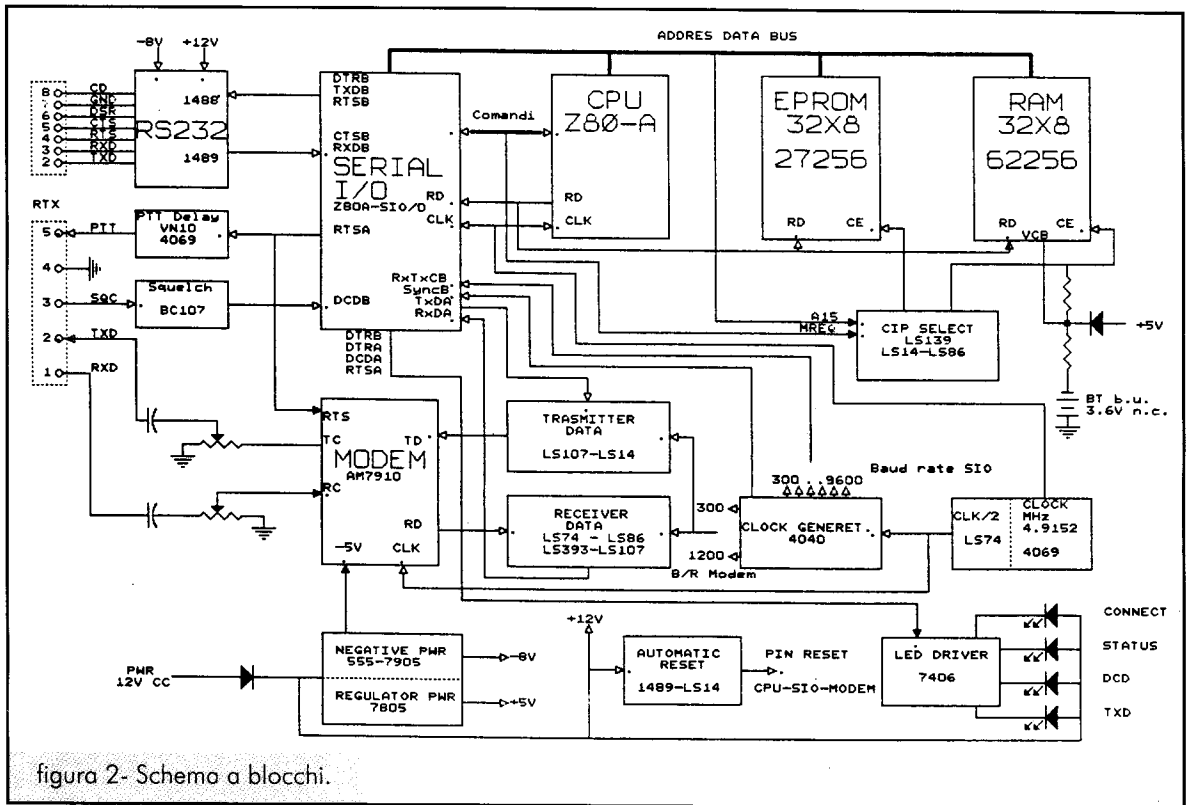 ADDRES DATA BUS
-8V +12V
8 CD
7 GND
6 DSR
5 CTS
4 RTS
3 RXD
2 TXD
1488
RS232
1489
DTRB
TXDB
RTSB
CTSB
RXDB
SERIAL
I/O
Z80A-SIO/0
RD
CLK
RTSA
RxTxCB
SyncB
TxDA
RxDA
DCDB
Comandi
CPU
Z80-A
RD
CLK
EPROM
32X8
27256
RD CE
RAM
32X8
62256
RD CE
VCB
RTX
5 PTT
4
3 SQC
2 TXD
1 RXD
PTT Delay
VN10
4069
Squelch
BC107
DTRB
DTRA
DCDA
RTSA
A15
MREQ
CIP SELECT
LS139
LS14-LS86
+5V
BT b.u.
3.6V n.c.
RTS
TC TD
MODEM
AM7910
RC
RD
-5V CLK
TRASMITTER
DATA
LS107-LS14
RECEIVER
DATA
LS74 - LS86
LS393-LS107
Baud rate SIO
300 ..9600
300
CLOCK GENERET.
4040
1200
B/R Modem
CLK/2
LS74
CLOCK
MHz
4.9152
4069
PWR
12V CC
NEGATIVE PWR
555-7905
REGULATOR PWR
7805
-8V
+5V
+12V
AUTOMATIC
RESET
1489-LS14
PIN RESET
CPU-SIO-MODEM
LED DRIVER
7406
CONNECT
STATUS
DCD
TXD
figura 2- Schema a blocchi.